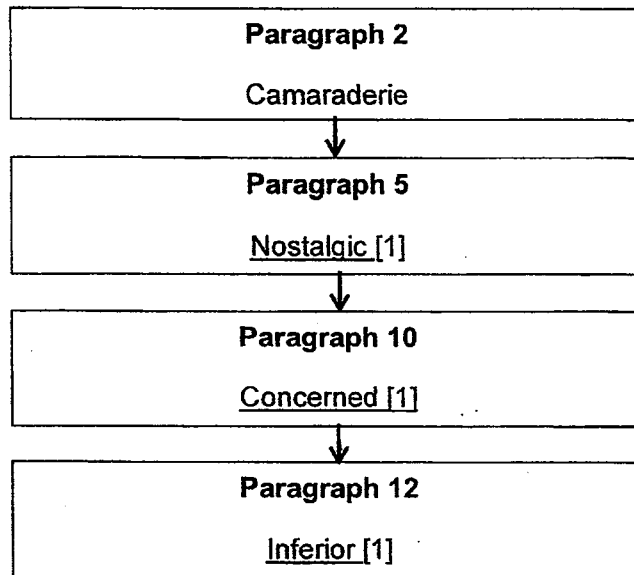 Paragraph 2
Camaraderie
Paragraph 5
Nostalgic [1]
Paragraph 10
Concerned [1]
Paragraph 12
Inferior [1]